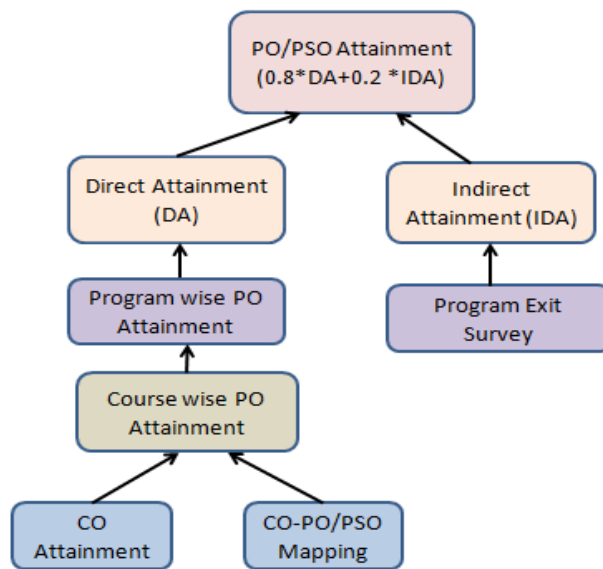 PO/PSO Attainment
(0.8*DA+0.2 *IDA)
Direct Attainment
(DA)
Indirect
Attainment (IDA)
Program wise PO
Attainment
Program Exit
Survey
Course wise PO
Attainment
CO
Attainment
CO-PO/PSO
Mapping